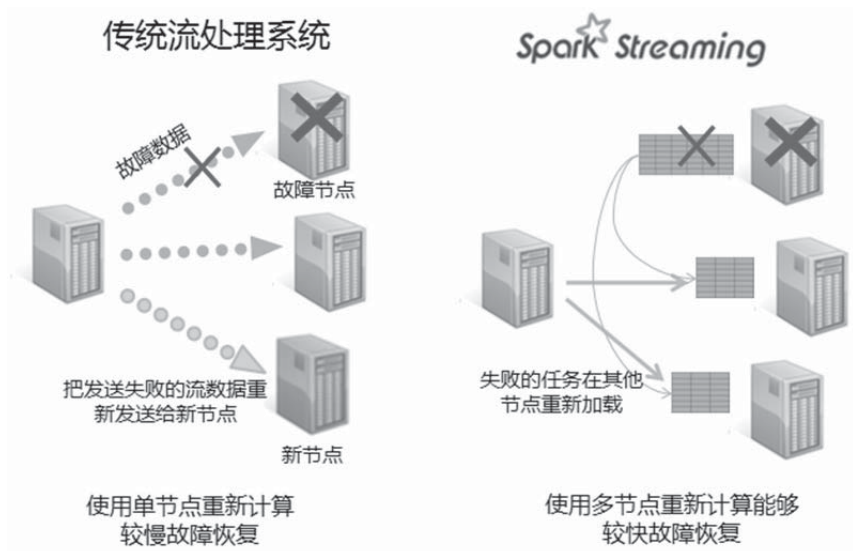 传统流处理系统
Spark Streaming
故障数据
故障节点
把发送失败的流数据重
新发送给新节点
新节点
使用单节点重新计算
较慢故障恢复
失败的任务在其他
节点重新加载
使用多节点重新计算能够
较快故障恢复